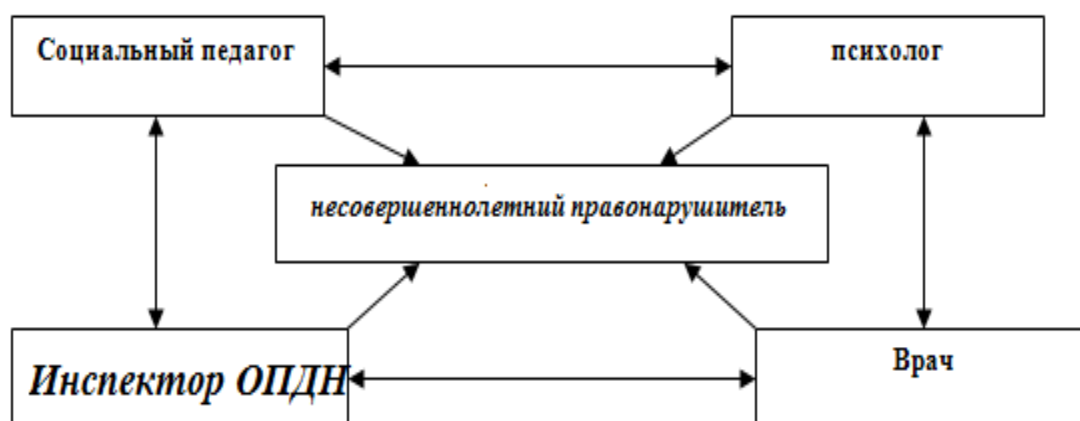 Социальный педагог
психолог
несовершеннолетний правонарушитель
Инспектор ОПДН
Врач